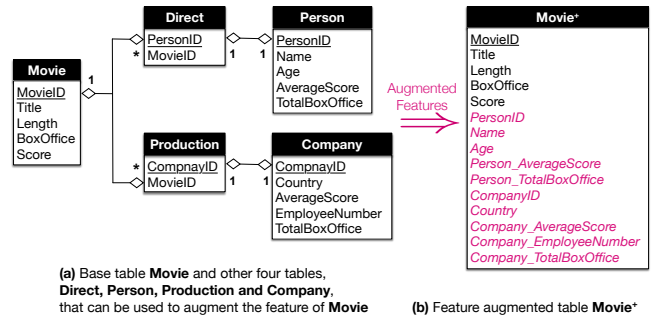 Direct
PersonID
MovieID
Person
PersonID
Name
Age
AverageScore
TotalBoxOffice
*
1
1
Movie
MovieID
Title
Length
BoxOffice
Score
1
Production
CompnayID
MovieID
Company
CompnayID
Country
AverageScore
EmployeeNumber
TotalBoxOffice
*
1
1
Augmented
Features
Movie+
MovieID
Title
Length
BoxOffice
Score
PersonID
Name
Age
Person_AverageScore
Person_TotalBoxOffice
CompanyID
Country
Company_AverageScore
Company_EmployeeNumber
Company_TotalBoxOffice
(a) Base table Movie and other four tables,
Direct, Person, Production and Company,
that can be used to augment the feature of Movie
(b) Feature augmented table Movie+